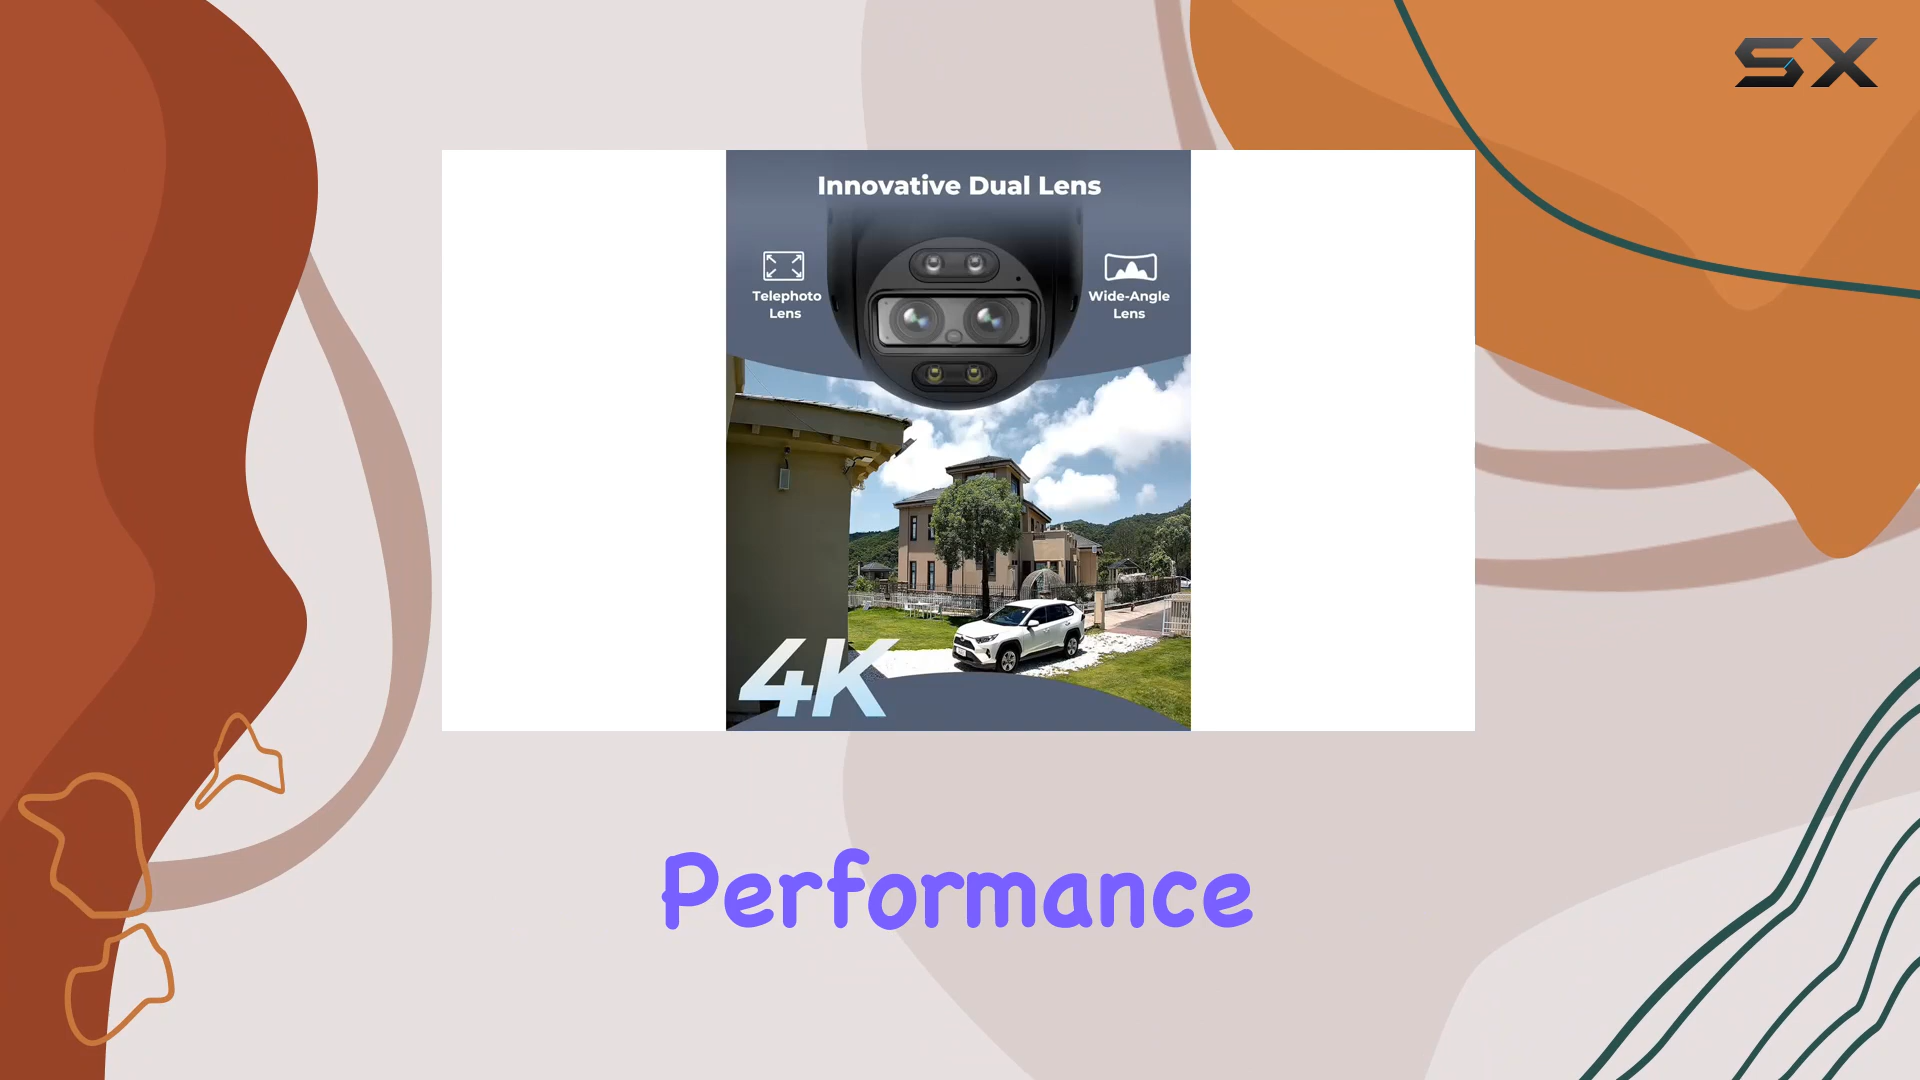 SX
Innovative Dual Lens
Telephoto
Lens
Wide-Angle
Lens
4K
Performance